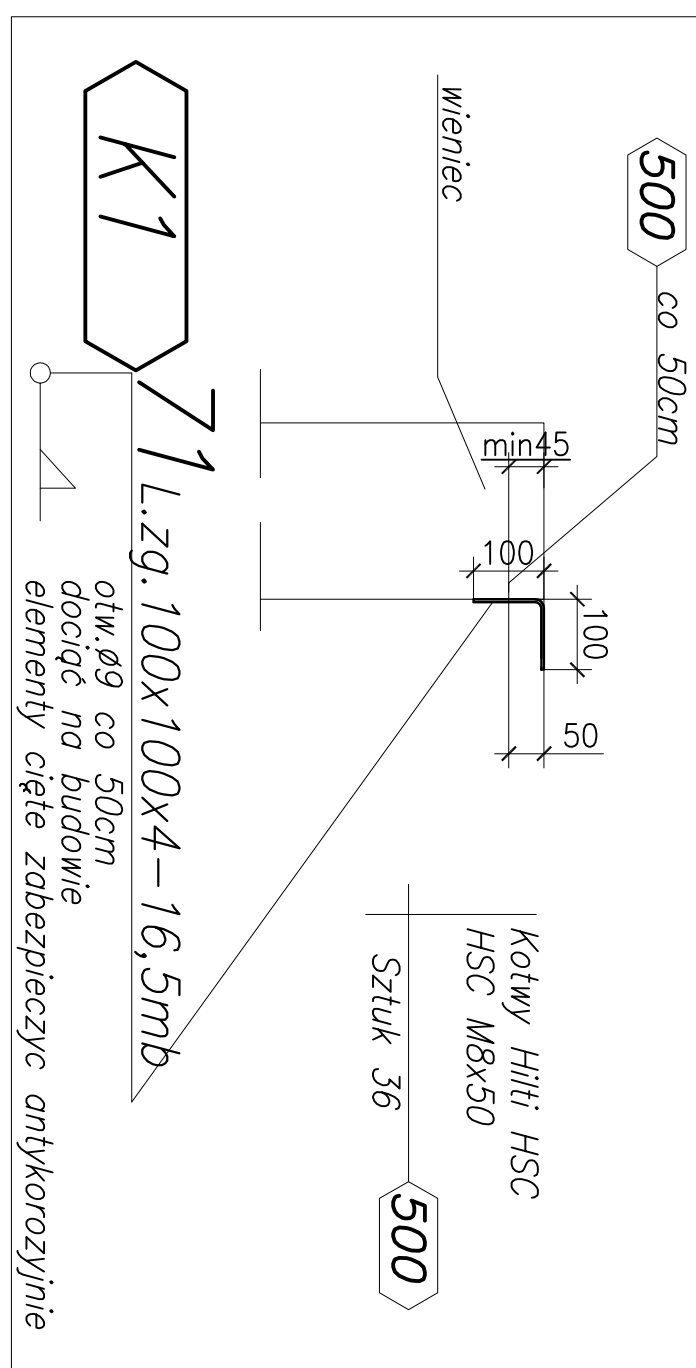 500
co 50cm
wieniec
min45
100
100
50
Kotwy Hilti HSC
HSC M8x50
Sztuk 36
500
K1
71
L.zg. 100x100x4-16,5mb
otw.ø9 co 50cm
dociąć na budowie
elementy cięte zabezpieczyc antykorozyjnie